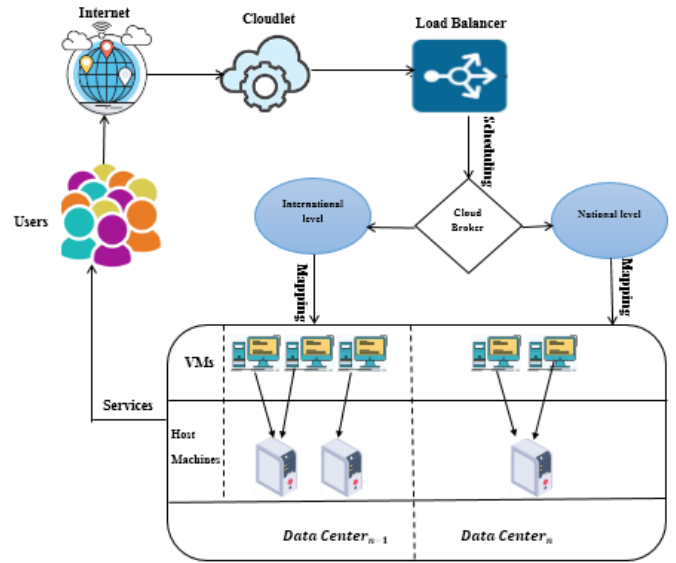 Internet
Cloudlet
Load Balancer
Scheduling
Users
International
level
Cloud
Broker
National level
Mapping
Mapping
VMs
Services
Host
Machines
Data Center n-1
Data Center n